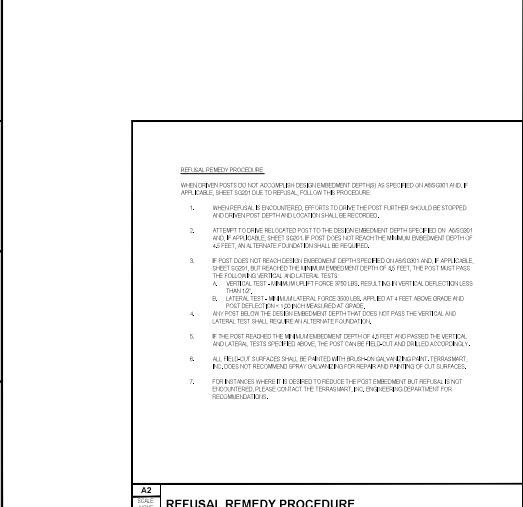 REFUSAL REMEDY PROCEDURE:
WHEN DRIVEN POSTS DO NOT ACCOMPLISH DESIGN EMBEDMENT DEPTH(S) AS SPECIFIED ON A6/SG301 AND, IF
APPLICABLE, SHEET SG201 DUE TO REFUSAL, FOLLOW THIS PROCEDURE:
1. WHEN REFUSAL IS ENCOUNTERED, EFFORTS TO DRIVE THE POST FURTHER SHOULD BE STOPPED
AND DRIVEN POST DEPTH AND LOCATION SHALL BE RECORDED.
2. ATTEMPT TO DRIVE RELOCATED POST TO THE DESIGN EMBEDMENT DEPTH SPECIFIED ON A6/SG301
AND, IF APPLICABLE, SHEET SG201. IF POST DOES NOT REACH THE MINIMUM EMBEDMENT DEPTH OF
4.5 FEET, AN ALTERNATE FOUNDATION SHALL BE REQUIRED.
3. IF POST DOES NOT REACH DESIGN EMBEDMENT DEPTH SPECIFIED ON A6/SG301 AND, IF APPLICABLE,
SHEET SG201, BUT REACHED THE MINIMUM EMBEDMENT DEPTH OF 4.5 FEET, THE POST MUST PASS
THE FOLLOWING VERTICAL AND LATERAL TESTS:
A. VERTICAL TEST - MINIMUM UPLIFT FORCE 3750 LBS. RESULTING IN VERTICAL DEFLECTION LESS
THAN 1/2".
B. LATERAL TEST - MINIMUM LATERAL FORCE 3500 LBS. APPLIED AT 4 FEET ABOVE GRADE AND
POST DEFLECTION < 1.00 INCH MEASURED AT GRADE.
4. ANY POST BELOW THE DESIGN EMBEDMENT DEPTH THAT DOES NOT PASS THE VERTICAL AND
LATERAL TEST SHALL REQUIRE AN ALTERNATE FOUNDATION.
5. IF THE POST REACHED THE MINIMUM EMBEDMENT DEPTH OF 4.5 FEET AND PASSED THE VERTICAL
AND LATERAL TESTS SPECIFIED ABOVE, THE POST CAN BE FIELD-CUT AND DRILLED ACCORDINGLY.
6. ALL FIELD-CUT SURFACES SHALL BE PAINTED WITH BRUSH-ON GALVANIZING PAINT. TERRASMART,
INC. DOES NOT RECOMMEND SPRAY GALVANIZING FOR REPAIR AND PAINTING OF CUT SURFACES.
7. FOR INSTANCES WHERE IT IS DESIRED TO REDUCE THE POST EMBEDMENT BUT REFUSAL IS NOT
ENCOUNTERED, PLEASE CONTACT THE TERRASMART, INC. ENGINEERING DEPARTMENT FOR
RECOMMENDATIONS.
A2
SCALE
REFUSAL REMEDY PROCEDURE